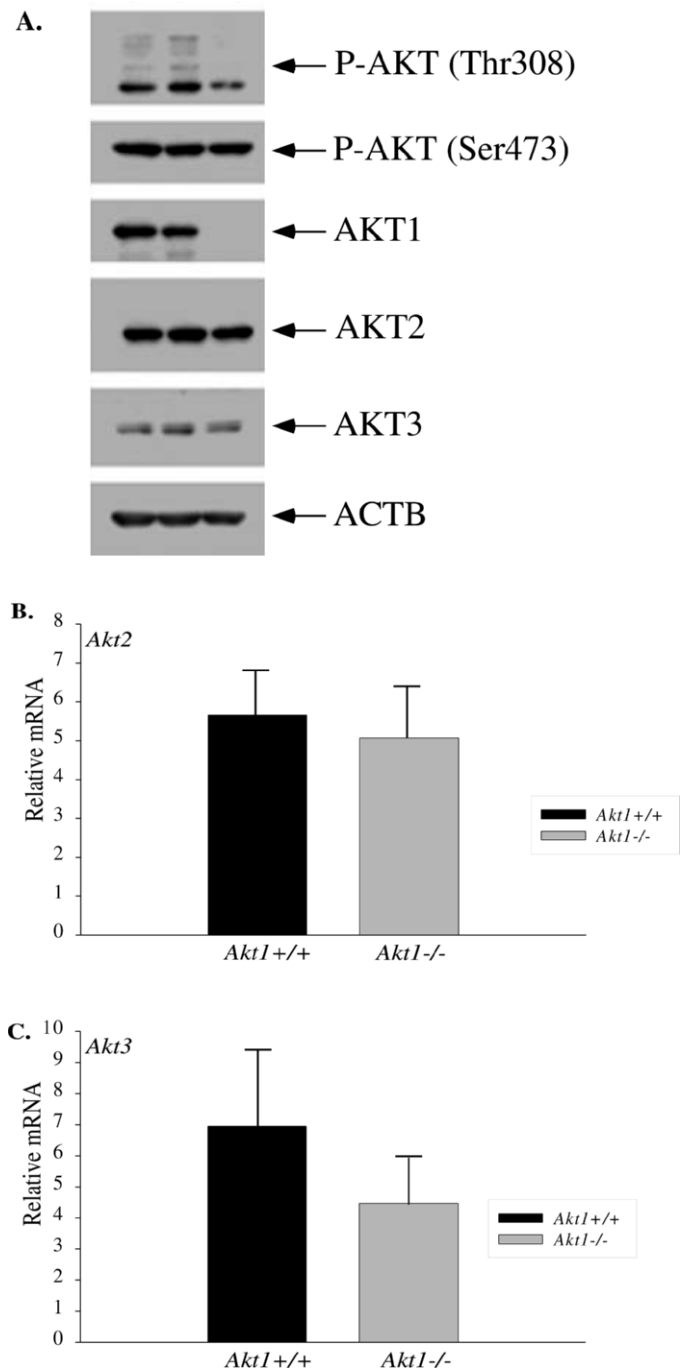 A.
P-AKT (Thr308)
P-AKT (Ser473)
AKT1
AKT2
AKT3
ACTB
B.
Akt2
Relative mRNA
8
7
6
5
4
3
2
1
0
Akt1+/+
Akt1-/-
Akt1+/+
Akt1-/-
C.
Akt3
Relative mRNA
10
9
8
7
6
5
4
3
2
1
0
Akt1+/+
Akt1-/-
Akt1+/+
Akt1-/-